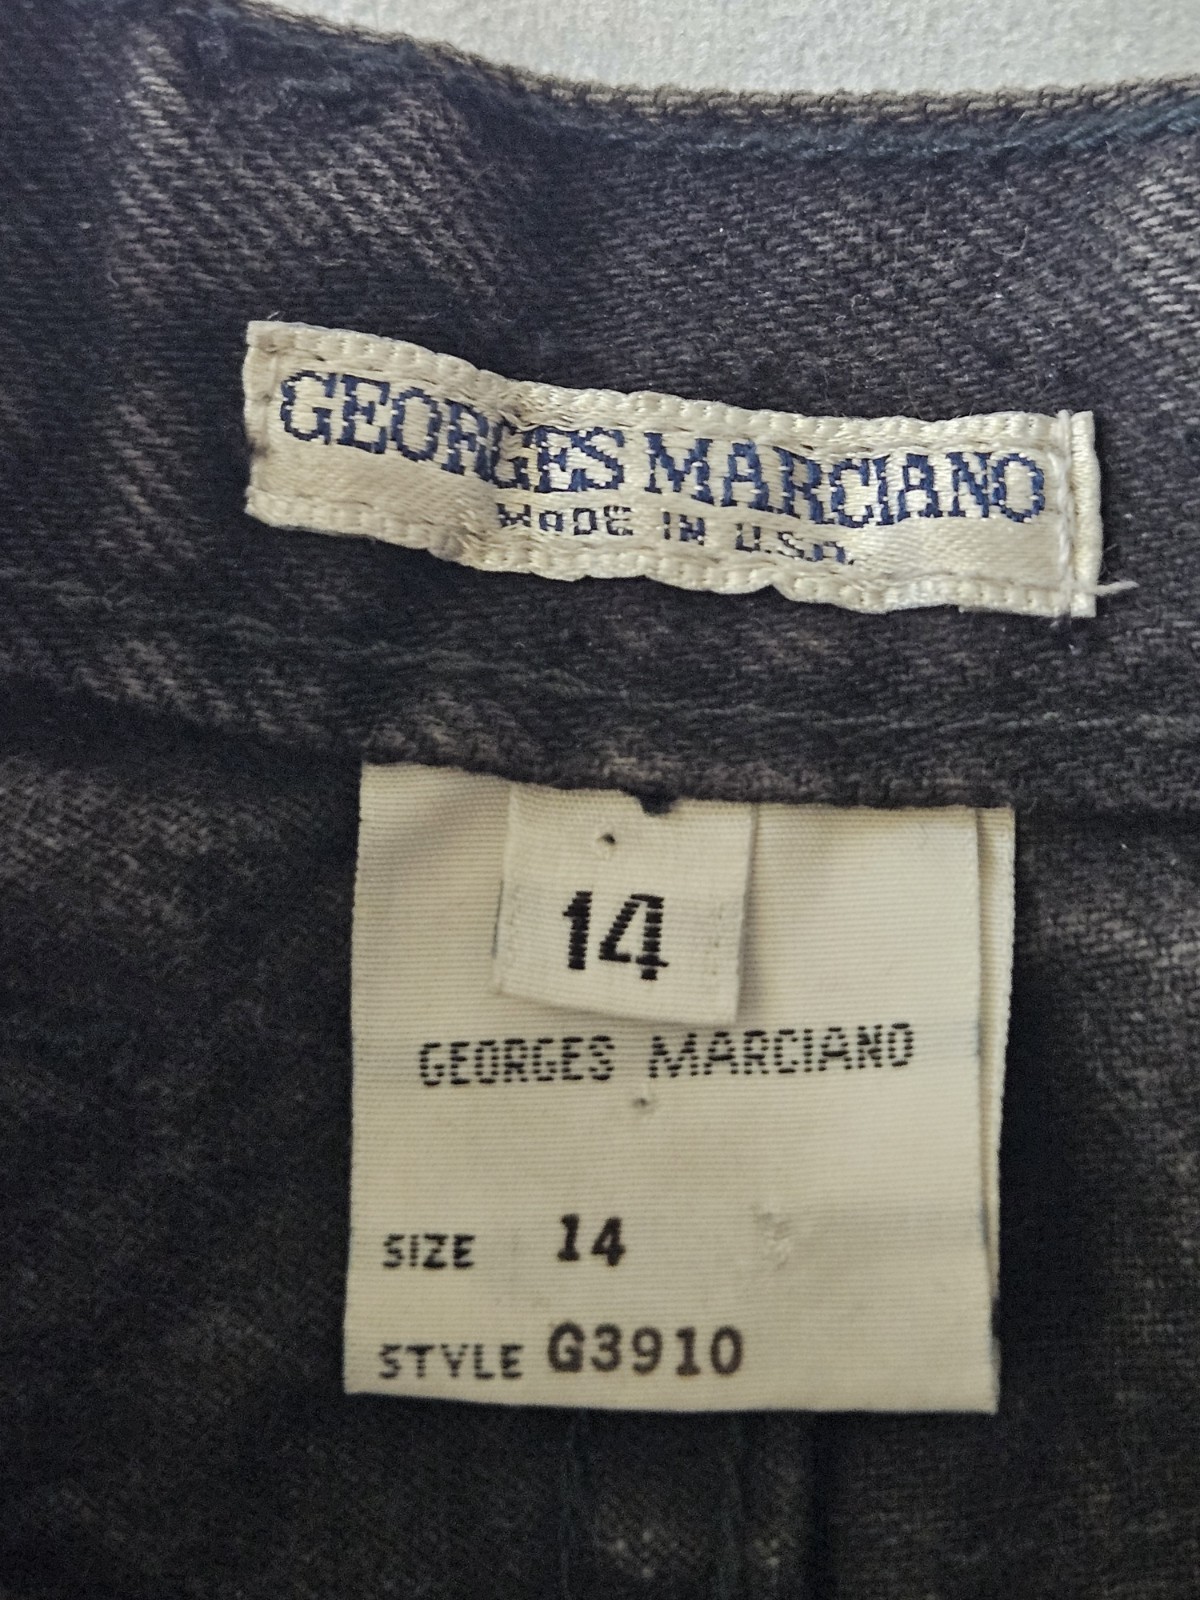 GEORGES MARCIANO
MADE IN U.S.A.
14
GEORGES MARCIANO
SIZE 14
STYLE G3910